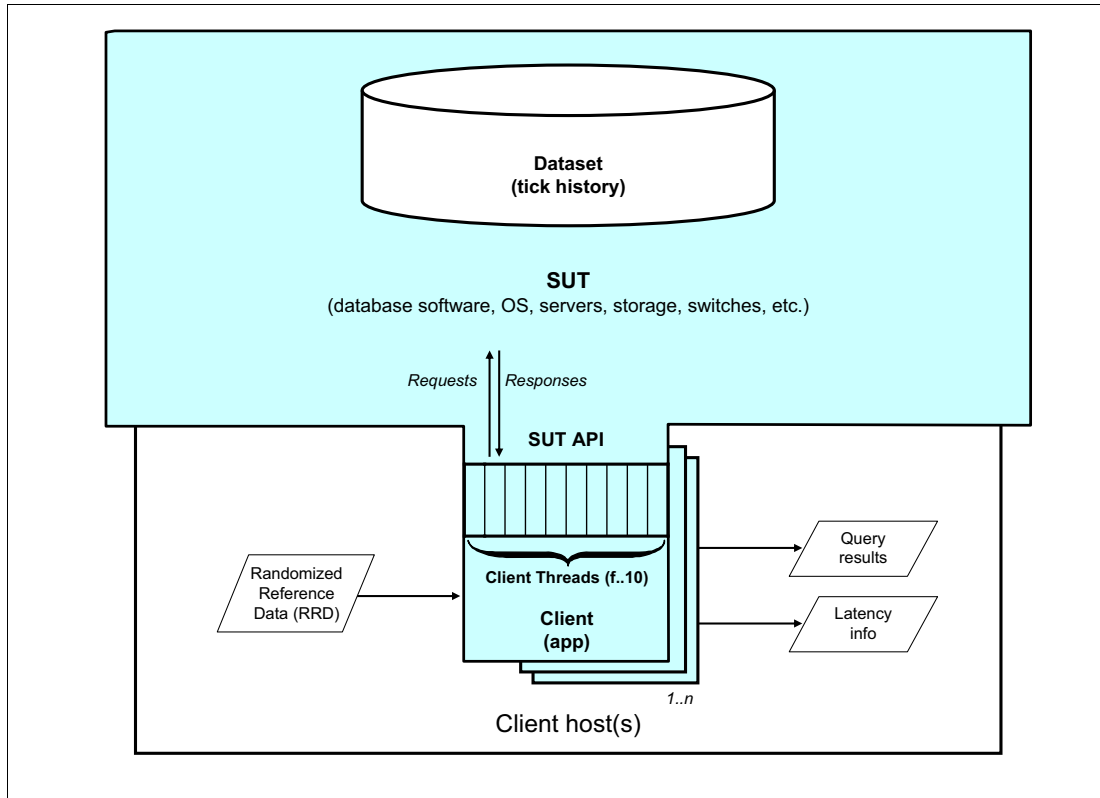 Dataset
(tick history)
SUT
(database software, OS, servers, storage, switches, etc.)
Requests
Responses
SUT API
Client Threads (f..10)
Randomized
Reference
Data (RRD)
Client
(app)
Query
results
Latency
info
1..n
Client host(s)